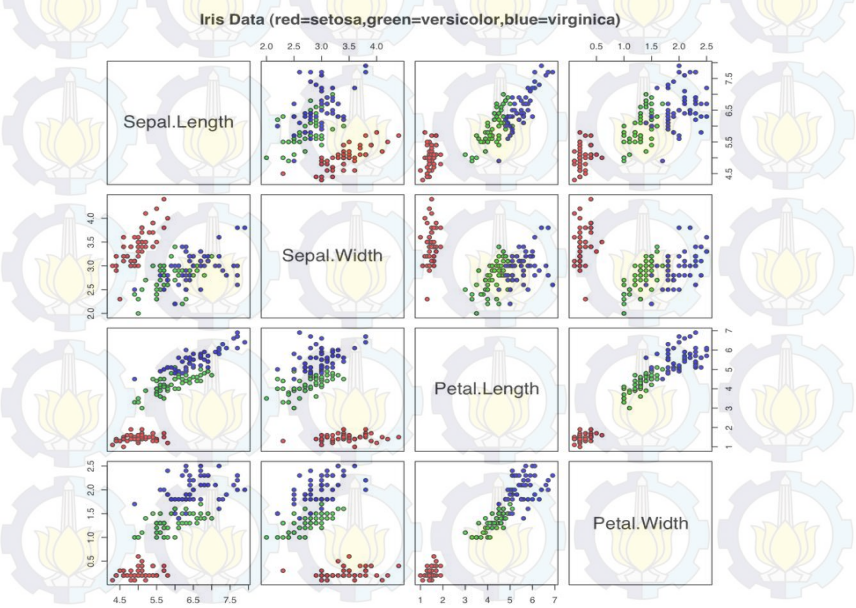 Iris Data (red=setosa,green=versicolor,blue=virginica)
2.0 3.0 4.0
0.5 1.0 1.5 2.0 2.5
Sepal.Length
4.5 5.5 6.5 7.5
2.0 2.5 3.0 3.5 4.0
Sepal.Width
Petal.Length
1 2 3 4 5 6 7
0.5 1.0 1.5 2.0 2.5
Petal.Width
4.5 5.5 6.5 7.5
1 2 3 4 5 6 7